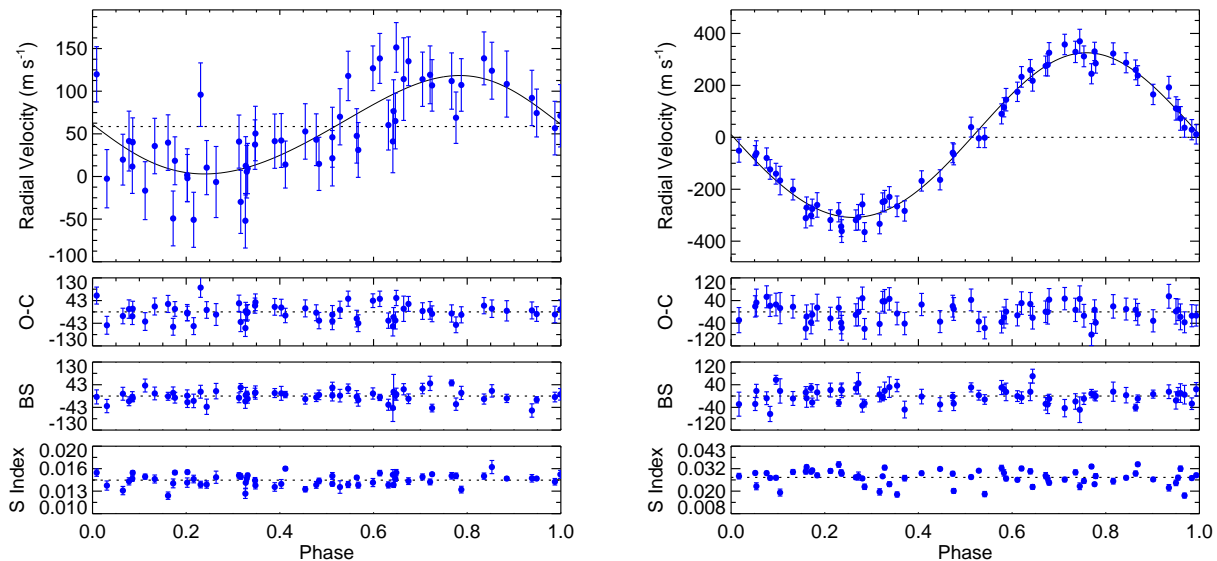 Radial Velocity (m s⁻¹)
150
100
50
0
-50
-100
O-C
130
43
-43
-130
BS
130
43
-43
-130
S Index
0.020
0.016
0.013
0.010
0.0 0.2 0.4 0.6 0.8 1.0
Phase
Radial Velocity (m s⁻¹)
400
200
0
-200
-400
O-C
120
40
-40
-120
BS
120
40
-40
-120
S Index
0.043
0.032
0.020
0.008
0.0 0.2 0.4 0.6 0.8 1.0
Phase